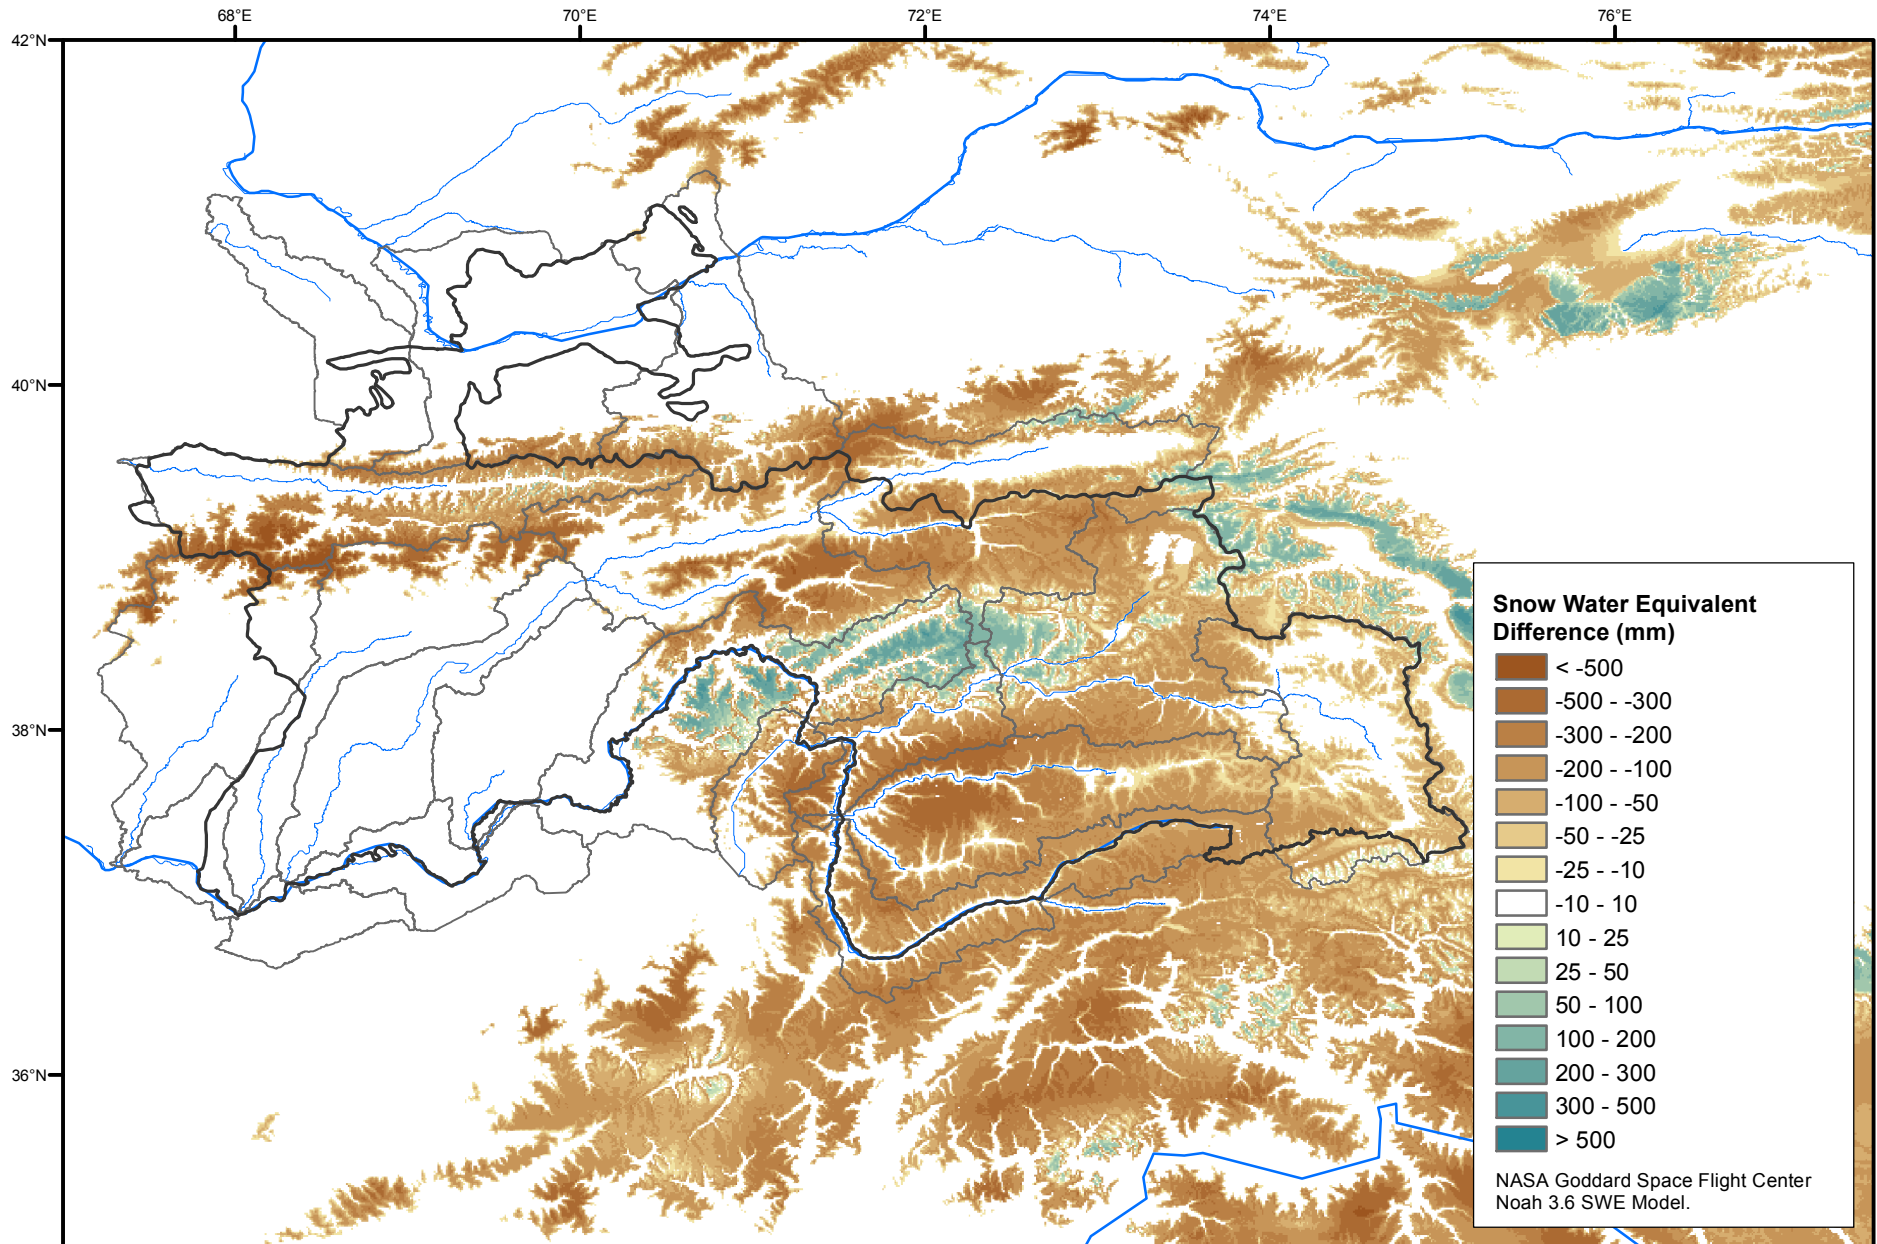 68°E 70°E 72°E 74°E 76°E
42°N
40°N
38°N
36°N
Snow Water Equivalent
Difference (mm)
< -500
-500 - -300
-300 - -200
-200 - -100
-100 - -50
-50 - -25
-25 - -10
-10 - 10
10 - 25
25 - 50
50 - 100
100 - 200
200 - 300
300 - 500
> 500
NASA Goddard Space Flight Center
Noah 3.6 SWE Model.